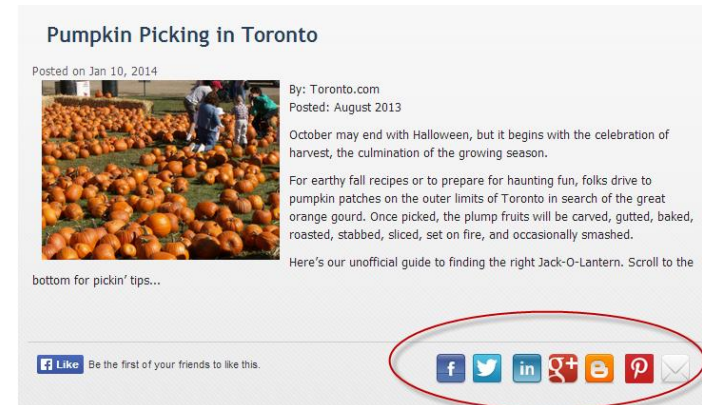 Pumpkin Picking in Toronto
Posted on Jan 10, 2014
By: Toronto.com
Posted: August 2013
October may end with Halloween, but it begins with the celebration of
harvest, the culmination of the growing season.
For earthy fall recipes or to prepare for haunting fun, folks drive to
pumpkin patches on the outer limits of Toronto in search of the great
orange gourd. Once picked, the plump fruits will be carved, gutted, baked,
roasted, stabbed, sliced, set on fire, and occasionally smashed.
Here's our unofficial guide to finding the right Jack-O-Lantern. Scroll to the
bottom for pickin' tips...
f Like Be the first of your friends to like this.
f in g+ B P